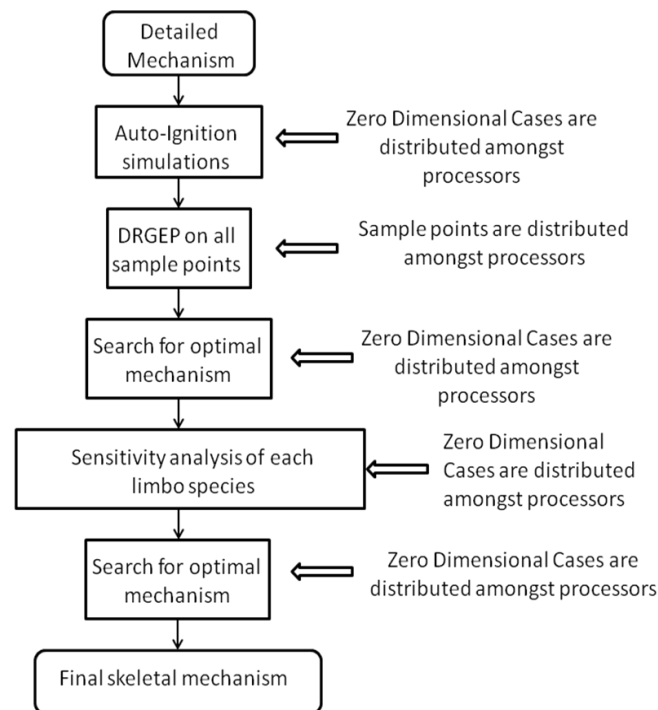 Detailed
Mechanism
Auto-Ignition
simulations
Zero Dimensional Cases are
distributed amongst
processors
DRGEP on all
sample points
Sample points are distributed
amongst processors
Search for optimal
mechanism
Zero Dimensional Cases are
distributed amongst
processors
Sensitivity analysis of each
limbo species
Zero Dimensional
Cases are distributed
amongst processors
Search for optimal
mechanism
Zero Dimensional Cases are
distributed amongst processors
Final skeletal mechanism